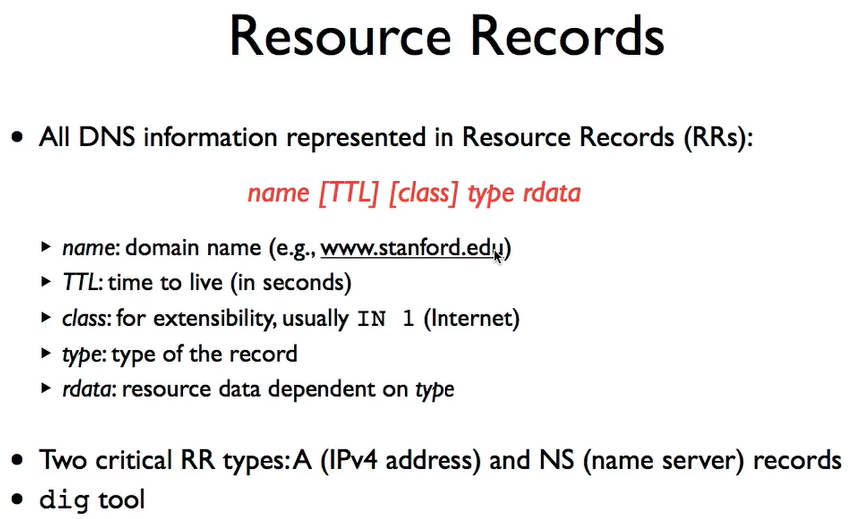 Resource Records
• All DNS information represented in Resource Records (RRs):
name [TTL] [class] type rdata
‣ name: domain name (e.g., www.stanford.edu)
‣ TTL: time to live (in seconds)
‣ class: for extensibility, usually IN 1 (Internet)
‣ type: type of the record
‣ rdata: resource data dependent on type
• Two critical RR types: A (IPv4 address) and NS (name server) records
• dig tool